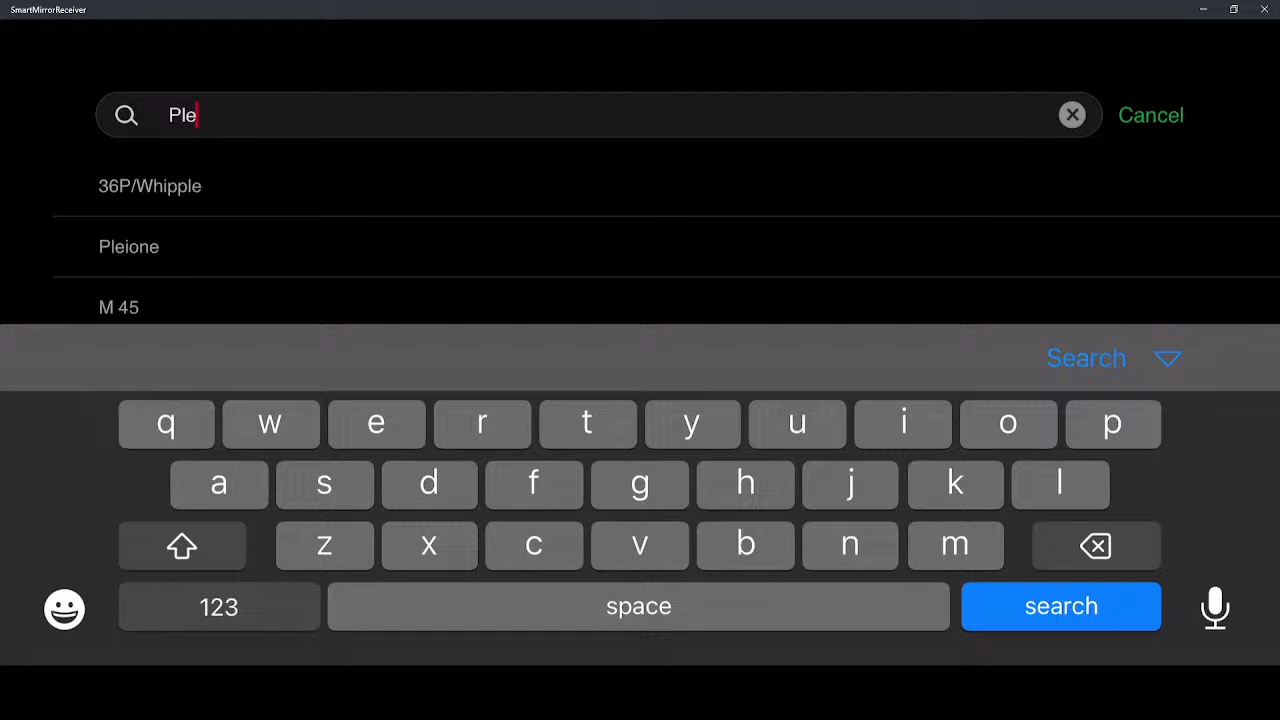 SmartMirrorReceiver
Ple
Cancel
36P/Whipple
Pleione
M 45
Search
q w e r t y u i o p
a s d f g h j k l
z x c v b n m
123 space search